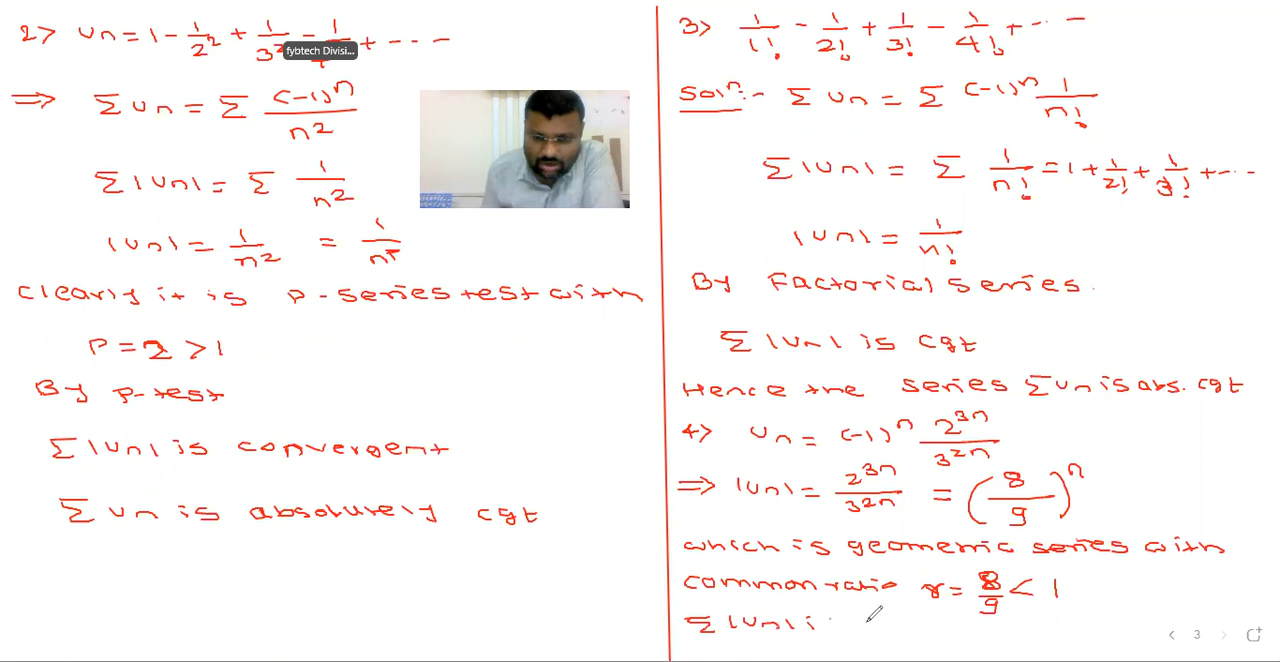 2> un = 1 - 1/2² + 1/3² - 1/4 + ----
fybtech Divisi...
⇒ Σ un = Σ (-1)ⁿ/n²
Σ |un| = Σ 1/n²
|un| = 1/n² = 1/nᵖ
Clearly it is P-series test with
P = 2 > 1
By p-test
Σ |un| is convergent
Σ un is absolutely cgt
3> 1/1! - 1/2! + 1/3! - 1/4! + ----
Solⁿ:- Σ un = Σ (-1)ⁿ 1/n!
Σ |un| = Σ 1/n! = 1 + 1/2! + 1/3! + ----
|un| = 1/n!
By Factorial series.
Σ |un| is cgt
Hence the series Σ un is abs. cgt
4> un = (-1)ⁿ 2³ⁿ/3²ⁿ
⇒ |un| = 2³ⁿ/3²ⁿ = (8/9)ⁿ
which is geometric series with
common ratio r = 8/9 < 1
Σ |un| i
< 3 >